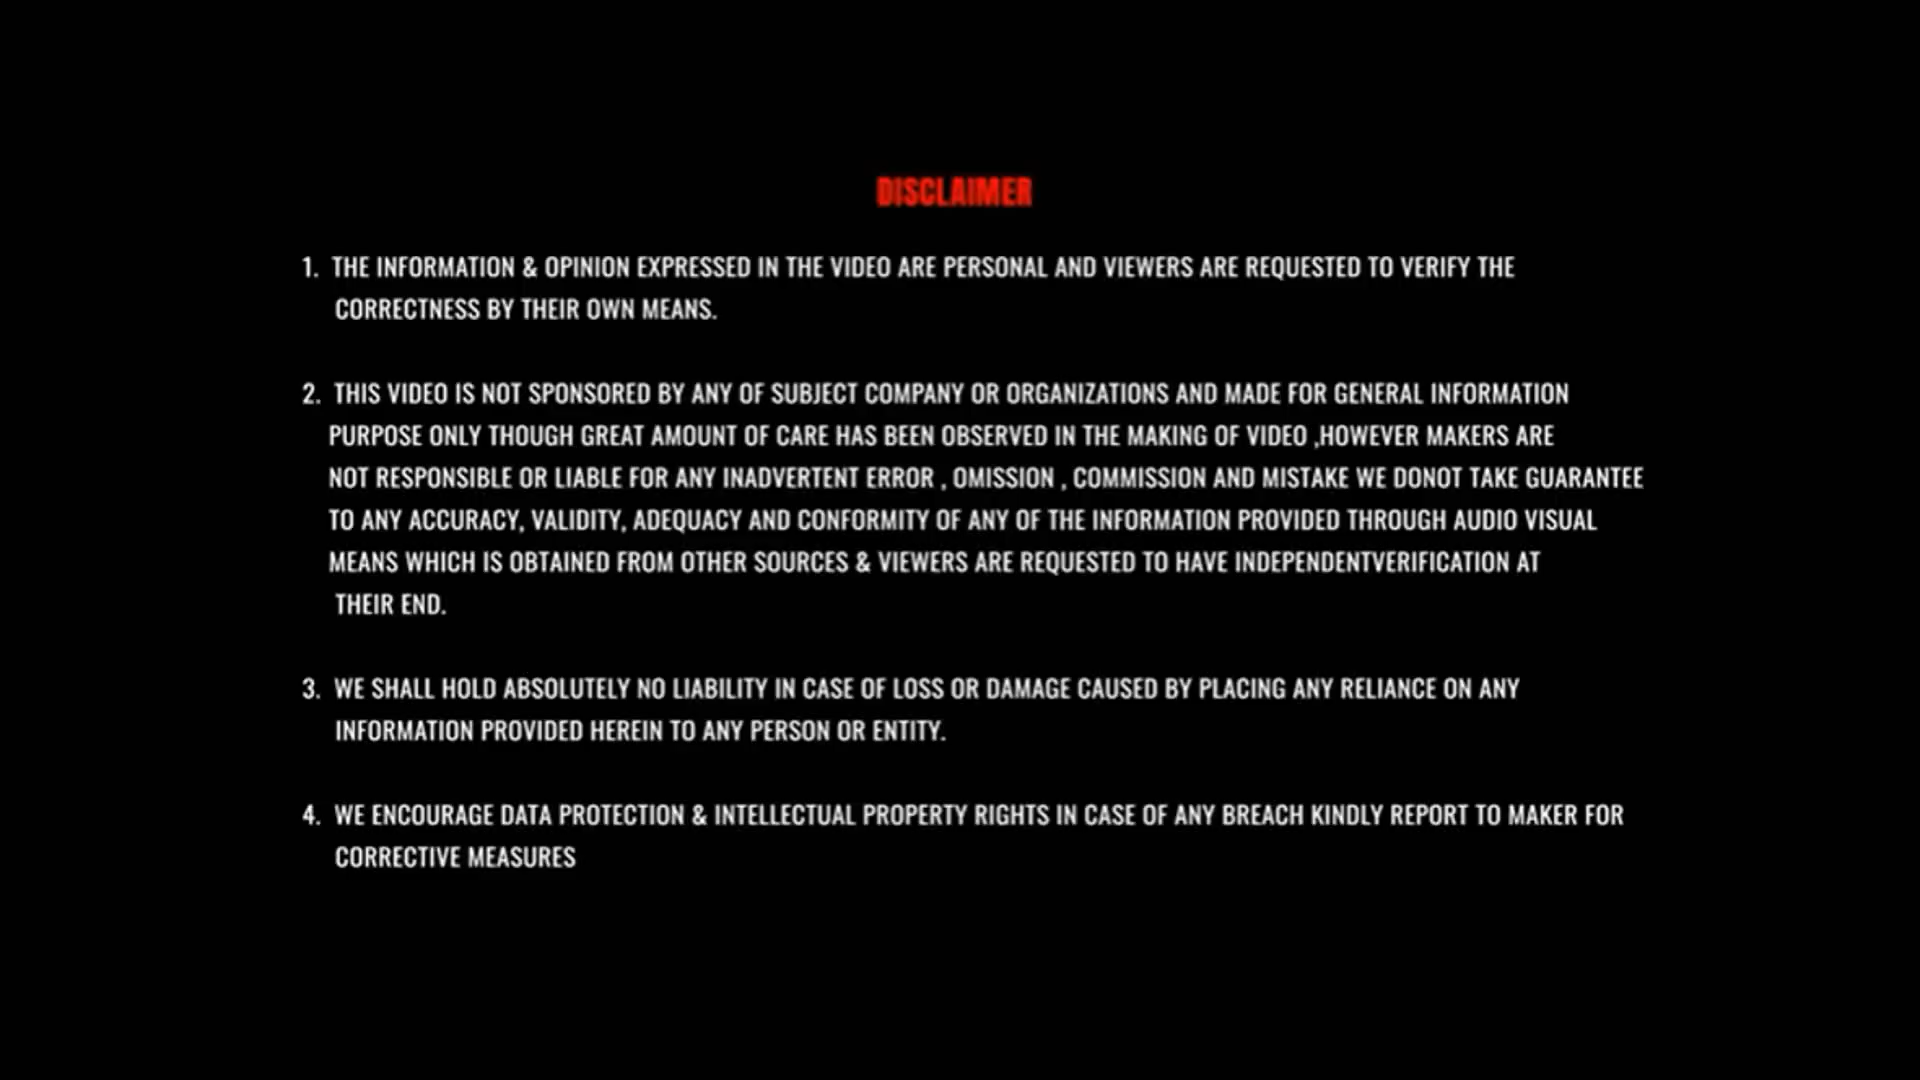 DISCLAIMER
1. THE INFORMATION & OPINION EXPRESSED IN THE VIDEO ARE PERSONAL AND VIEWERS ARE REQUESTED TO VERIFY THE
CORRECTNESS BY THEIR OWN MEANS.
2. THIS VIDEO IS NOT SPONSORED BY ANY OF SUBJECT COMPANY OR ORGANIZATIONS AND MADE FOR GENERAL INFORMATION
PURPOSE ONLY THOUGH GREAT AMOUNT OF CARE HAS BEEN OBSERVED IN THE MAKING OF VIDEO ,HOWEVER MAKERS ARE
NOT RESPONSIBLE OR LIABLE FOR ANY INADVERTENT ERROR , OMISSION , COMMISSION AND MISTAKE WE DONOT TAKE GUARANTEE
TO ANY ACCURACY, VALIDITY, ADEQUACY AND CONFORMITY OF ANY OF THE INFORMATION PROVIDED THROUGH AUDIO VISUAL
MEANS WHICH IS OBTAINED FROM OTHER SOURCES & VIEWERS ARE REQUESTED TO HAVE INDEPENDENTVERIFICATION AT
THEIR END.
3. WE SHALL HOLD ABSOLUTELY NO LIABILITY IN CASE OF LOSS OR DAMAGE CAUSED BY PLACING ANY RELIANCE ON ANY
INFORMATION PROVIDED HEREIN TO ANY PERSON OR ENTITY.
4. WE ENCOURAGE DATA PROTECTION & INTELLECTUAL PROPERTY RIGHTS IN CASE OF ANY BREACH KINDLY REPORT TO MAKER FOR
CORRECTIVE MEASURES